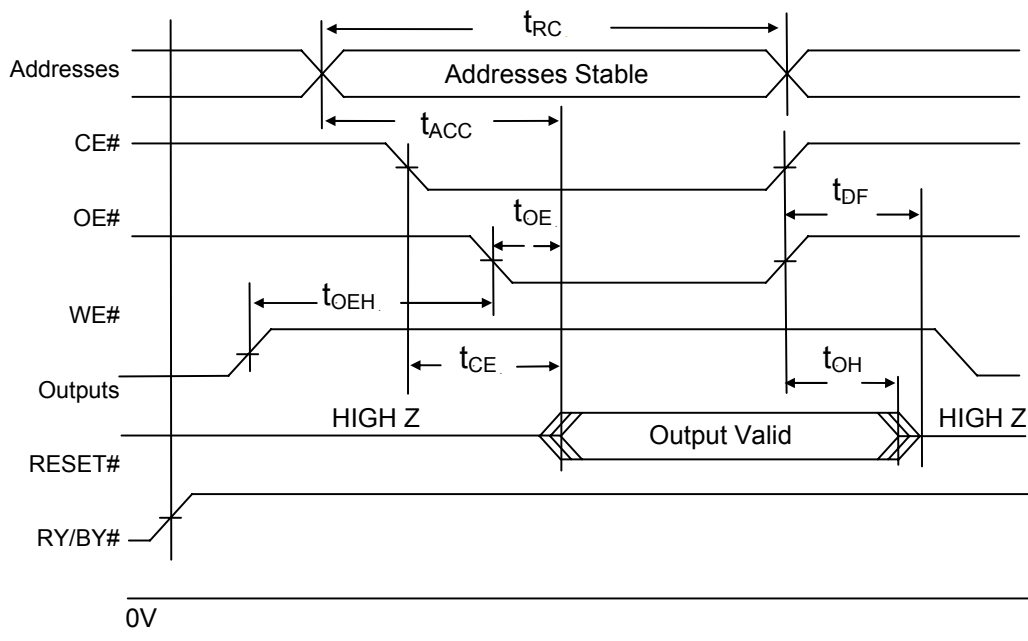 tRC
Addresses
Addresses Stable
tACC
CE#
tDF
OE#
tOE
tOEH
WE#
tCE
tOH
Outputs
HIGH Z
Output Valid
HIGH Z
RESET#
RY/BY#
0V